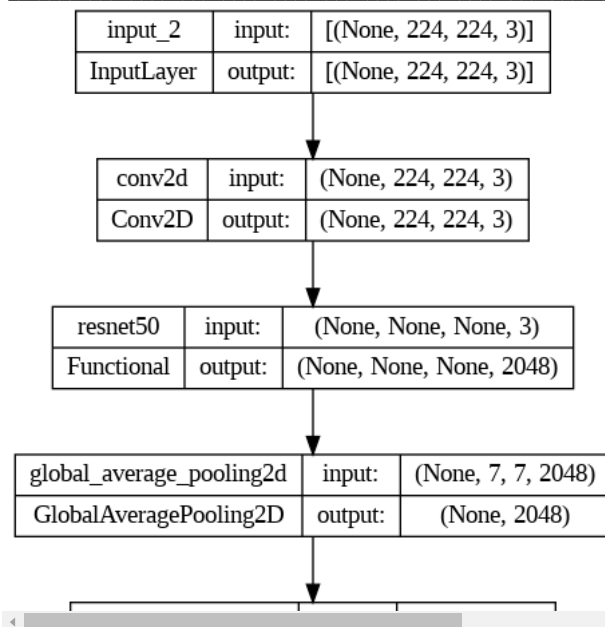 input_2 input: [(None, 224, 224, 3)]
InputLayer output: [(None, 224, 224, 3)]
conv2d input: (None, 224, 224, 3)
Conv2D output: (None, 224, 224, 3)
resnet50 input: (None, None, None, 3)
Functional output: (None, None, None, 2048)
global_average_pooling2d input: (None, 7, 7, 2048)
GlobalAveragePooling2D output: (None, 2048)